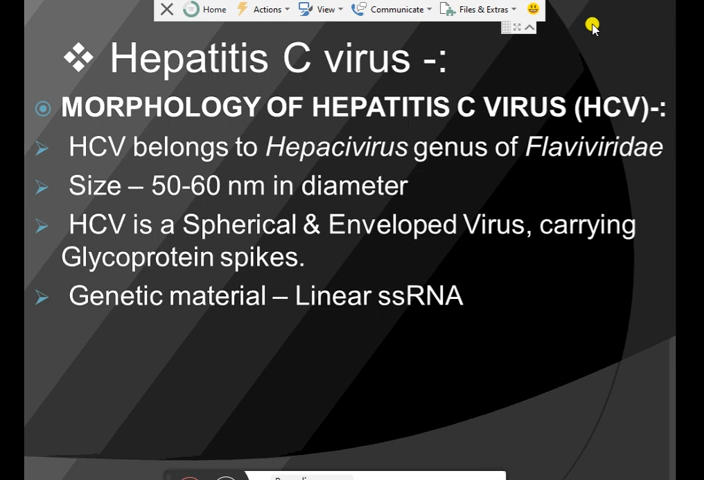 Home Actions View Communicate Files & Extras
❖ Hepatitis C virus -:
MORPHOLOGY OF HEPATITIS C VIRUS (HCV)-:
HCV belongs to Hepacivirus genus of Flaviviridae
Size – 50-60 nm in diameter
HCV is a Spherical & Enveloped Virus, carrying
Glycoprotein spikes.
Genetic material – Linear ssRNA